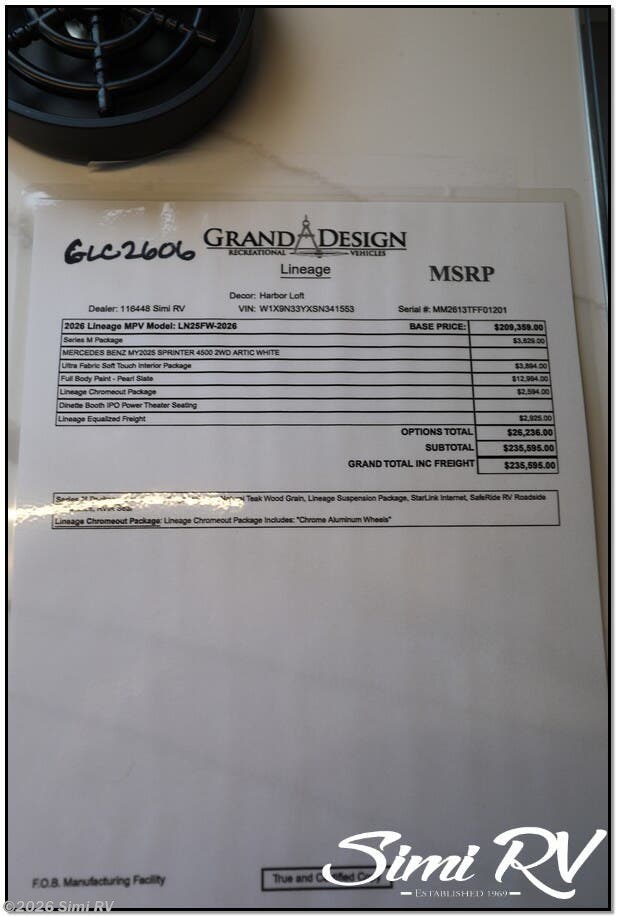 GLC2606
GRAND DESIGN
RECREATIONAL VEHICLES
Lineage
MSRP
Decor: Harbor Loft
Dealer: 116448 Simi RV VIN: W1X9N33YXSN341553 Serial #: MM2613TFF01201
2026 Lineage MPV Model: LN25FW-2026 BASE PRICE: $209,359.00
Series M Package $3,829.00
MERCEDES BENZ MY2025 SPRINTER 4500 2WD ARTIC WHITE
Ultra Fabric Soft Touch Interior Package $3,894.00
Full Body Paint - Pearl Slate $12,994.00
Lineage Chromeout Package $2,594.00
Dinette Booth IPO Power Theater Seating
Lineage Equalized Freight $2,925.00
OPTIONS TOTAL $26,236.00
SUBTOTAL $235,595.00
GRAND TOTAL INC FREIGHT $235,595.00
Series M Teak Wood Grain, Lineage Suspension Package, StarLink Internet, SafeRide RV Roadside
Lineage Chromeout Package: Lineage Chromeout Package Includes: "Chrome Aluminum Wheels"
F.O.B. Manufacturing Facility
True and Certified Copy
Simi RV
ESTABLISHED 1969
©2026 Simi RV